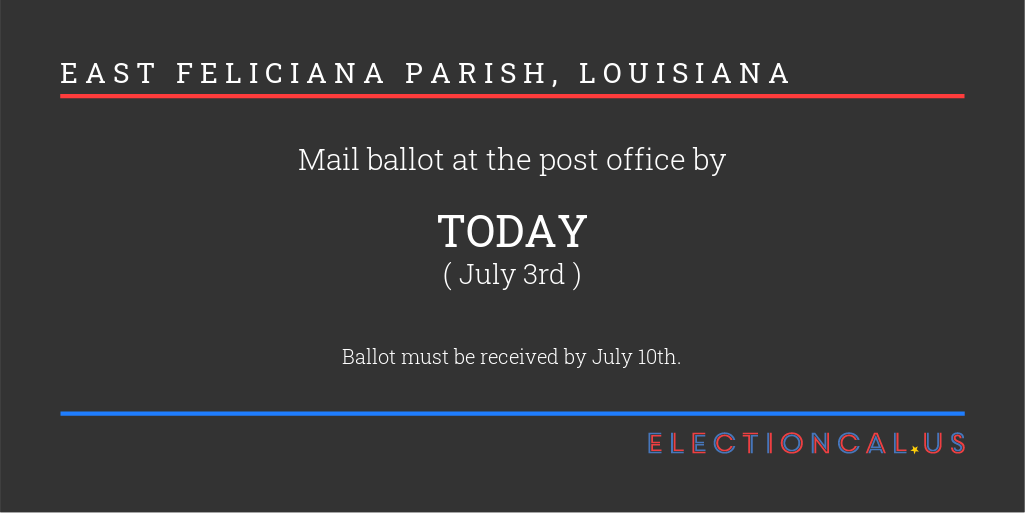 EAST FELICIANA PARISH, LOUISIANA
Mail ballot at the post office by
TODAY
( July 3rd )
Ballot must be received by July 10th.
ELECTIONCAL.US